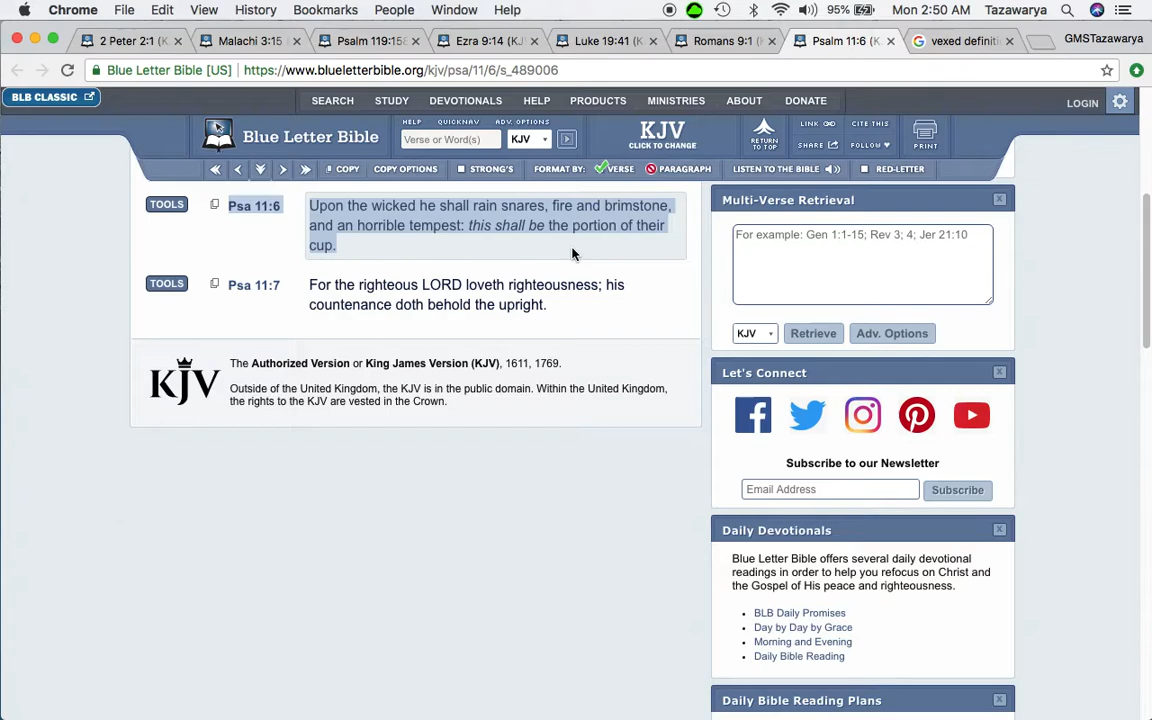 Chrome File Edit View History Bookmarks People Window Help 95% Mon 2:50 AM Tazawarya
2 Peter 2:1 (KJ Malachi 3:15 Psalm 119:156 Ezra 9:14 (KJ Luke 19:41 (K Romans 9:1 (K Psalm 11:6 (K vexed definiti GMSTazawarya
Blue Letter Bible [US] https://www.blueletterbible.org/kjv/psa/11/6/s_489006
BLB CLASSIC
SEARCH STUDY DEVOTIONALS HELP PRODUCTS MINISTRIES ABOUT DONATE LOGIN
Blue Letter Bible
HELP QUICKNAV ADV. OPTIONS
Verse or Word(s) KJV
KJV
CLICK TO CHANGE
RETURN TO TOP
LINK CITE THIS
SHARE FOLLOW
PRINT
COPY COPY OPTIONS STRONG'S FORMAT BY: VERSE PARAGRAPH LISTEN TO THE BIBLE RED-LETTER
TOOLS Psa 11:6 Upon the wicked he shall rain snares, fire and brimstone,
and an horrible tempest: this shall be the portion of their
cup.
TOOLS Psa 11:7 For the righteous LORD loveth righteousness; his
countenance doth behold the upright.
KJV
The Authorized Version or King James Version (KJV), 1611, 1769.
Outside of the United Kingdom, the KJV is in the public domain. Within the United Kingdom,
the rights to the KJV are vested in the Crown.
Multi-Verse Retrieval
For example: Gen 1:1-15; Rev 3; 4; Jer 21:10
KJV Retrieve Adv. Options
Let's Connect
Subscribe to our Newsletter
Email Address Subscribe
Daily Devotionals
Blue Letter Bible offers several daily devotional
readings in order to help you refocus on Christ and
the Gospel of His peace and righteousness.
BLB Daily Promises
Day by Day by Grace
Morning and Evening
Daily Bible Reading
Daily Bible Reading Plans